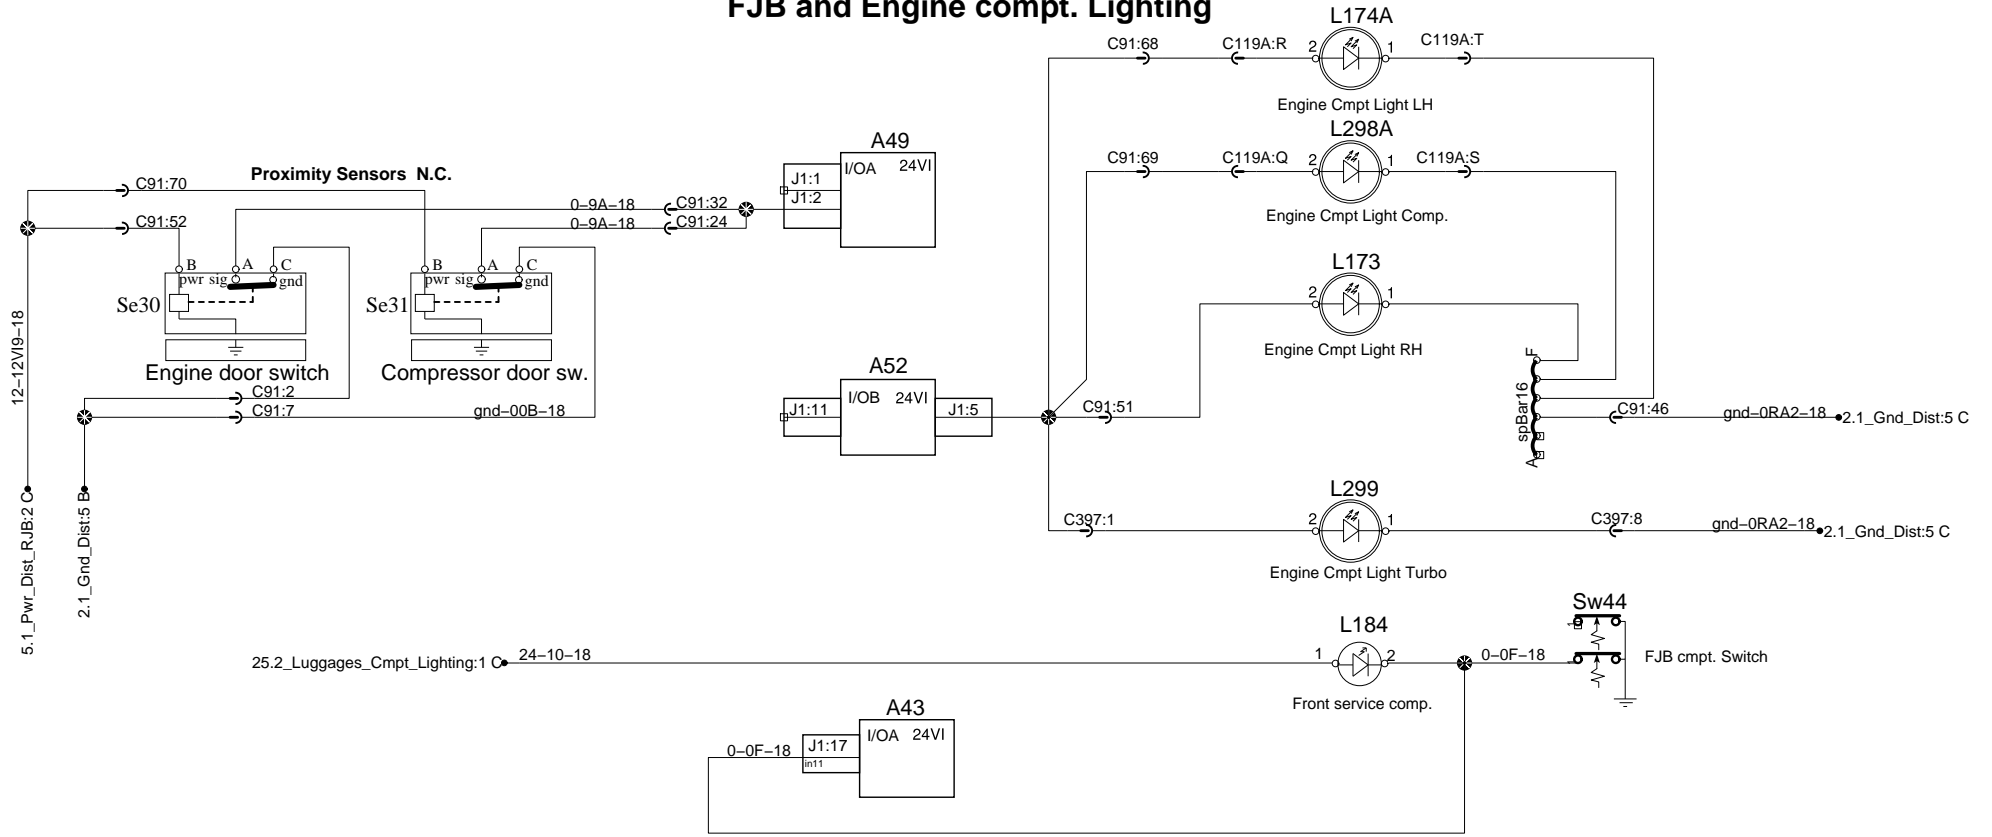 FJB and Engine compt. Lighting
L174A
C91:68
C119A:R
2
1
C119A:T
Engine Cmpt Light LH
L298A
C91:69
C119A:Q
2
1
C119A:S
Engine Cmpt Light Comp.
A49
I/OA 24VI
J1:1
J1:2
Proximity Sensors N.C.
C91:70
C91:52
0-9A-18
C91:32
0-9A-18
C91:24
B
A
C
pwr
sig
gnd
Se30
Engine door switch
B
A
C
pwr
sig
gnd
Se31
Compressor door sw.
L173
2
1
Engine Cmpt Light RH
12-12VI9-18
C91:2
C91:7
gnd-00B-18
A52
I/OB 24VI
J1:11
J1:5
C91:51
F
spBar16
A
C91:46
gnd-0RA2-18
2.1_Gnd_Dist:5 C
5.1_Pwr_Dist_RJB:2 C
2.1_Gnd_Dist:5 B
L299
C397:1
2
1
C397:8
gnd-0RA2-18
2.1_Gnd_Dist:5 C
Engine Cmpt Light Turbo
Sw44
FJB cmpt. Switch
L184
25.2_Luggages_Cmpt_Lighting:1 C
24-10-18
1
2
0-0F-18
Front service comp.
A43
I/OA 24VI
0-0F-18
J1:17
in11